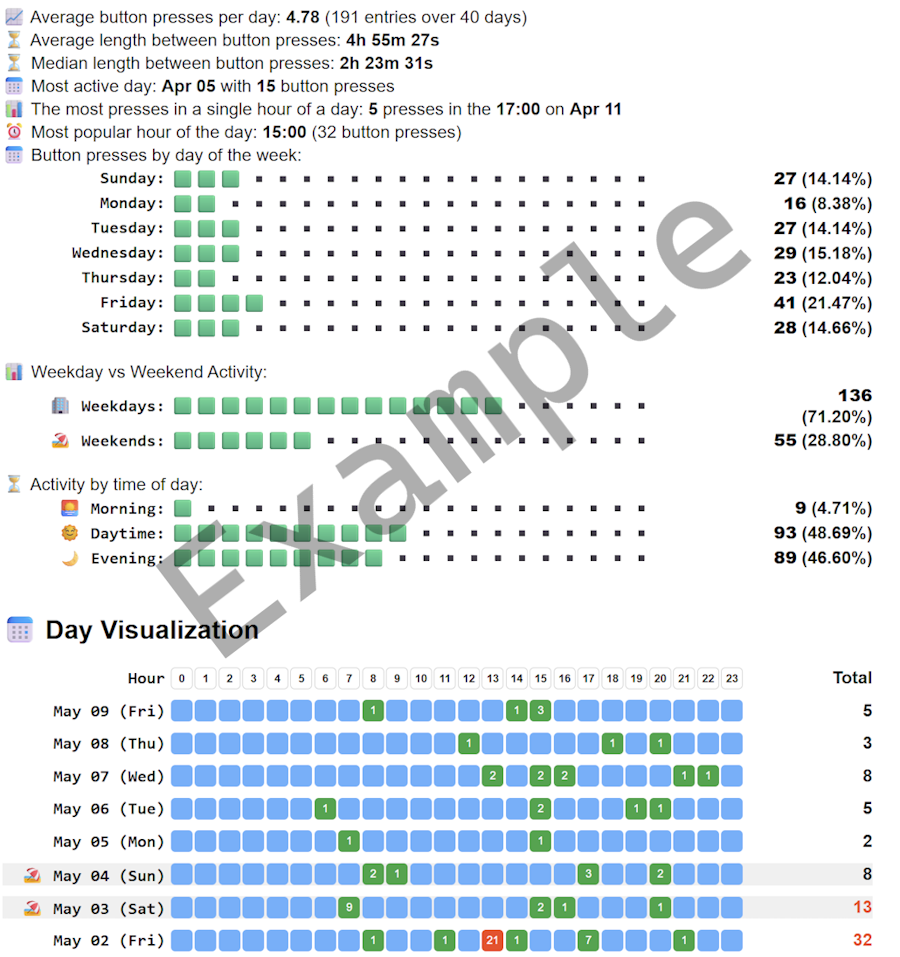 Average button presses per day: 4.78 (191 entries over 40 days)
Average length between button presses: 4h 55m 27s
Median length between button presses: 2h 23m 31s
Most active day: Apr 05 with 15 button presses
The most presses in a single hour of a day: 5 presses in the 17:00 on Apr 11
Most popular hour of the day: 15:00 (32 button presses)
Button presses by day of the week:
Sunday: 27 (14.14%)
Monday: 16 (8.38%)
Tuesday: 27 (14.14%)
Wednesday: 29 (15.18%)
Thursday: 23 (12.04%)
Friday: 41 (21.47%)
Saturday: 28 (14.66%)
Weekday vs Weekend Activity:
Weekdays: 136
(71.20%)
Weekends: 55 (28.80%)
Activity by time of day:
Morning: 9 (4.71%)
Daytime: 93 (48.69%)
Evening: 89 (46.60%)
Example
Day Visualization
Hour 0 1 2 3 4 5 6 7 8 9 10 11 12 13 14 15 16 17 18 19 20 21 22 23 Total
May 09 (Fri) 1 1 3 5
May 08 (Thu) 1 1 1 3
May 07 (Wed) 2 2 2 1 1 8
May 06 (Tue) 1 2 1 1 5
May 05 (Mon) 1 1 2
May 04 (Sun) 2 1 3 2 8
May 03 (Sat) 9 2 1 1 13
May 02 (Fri) 1 1 21 1 7 1 32